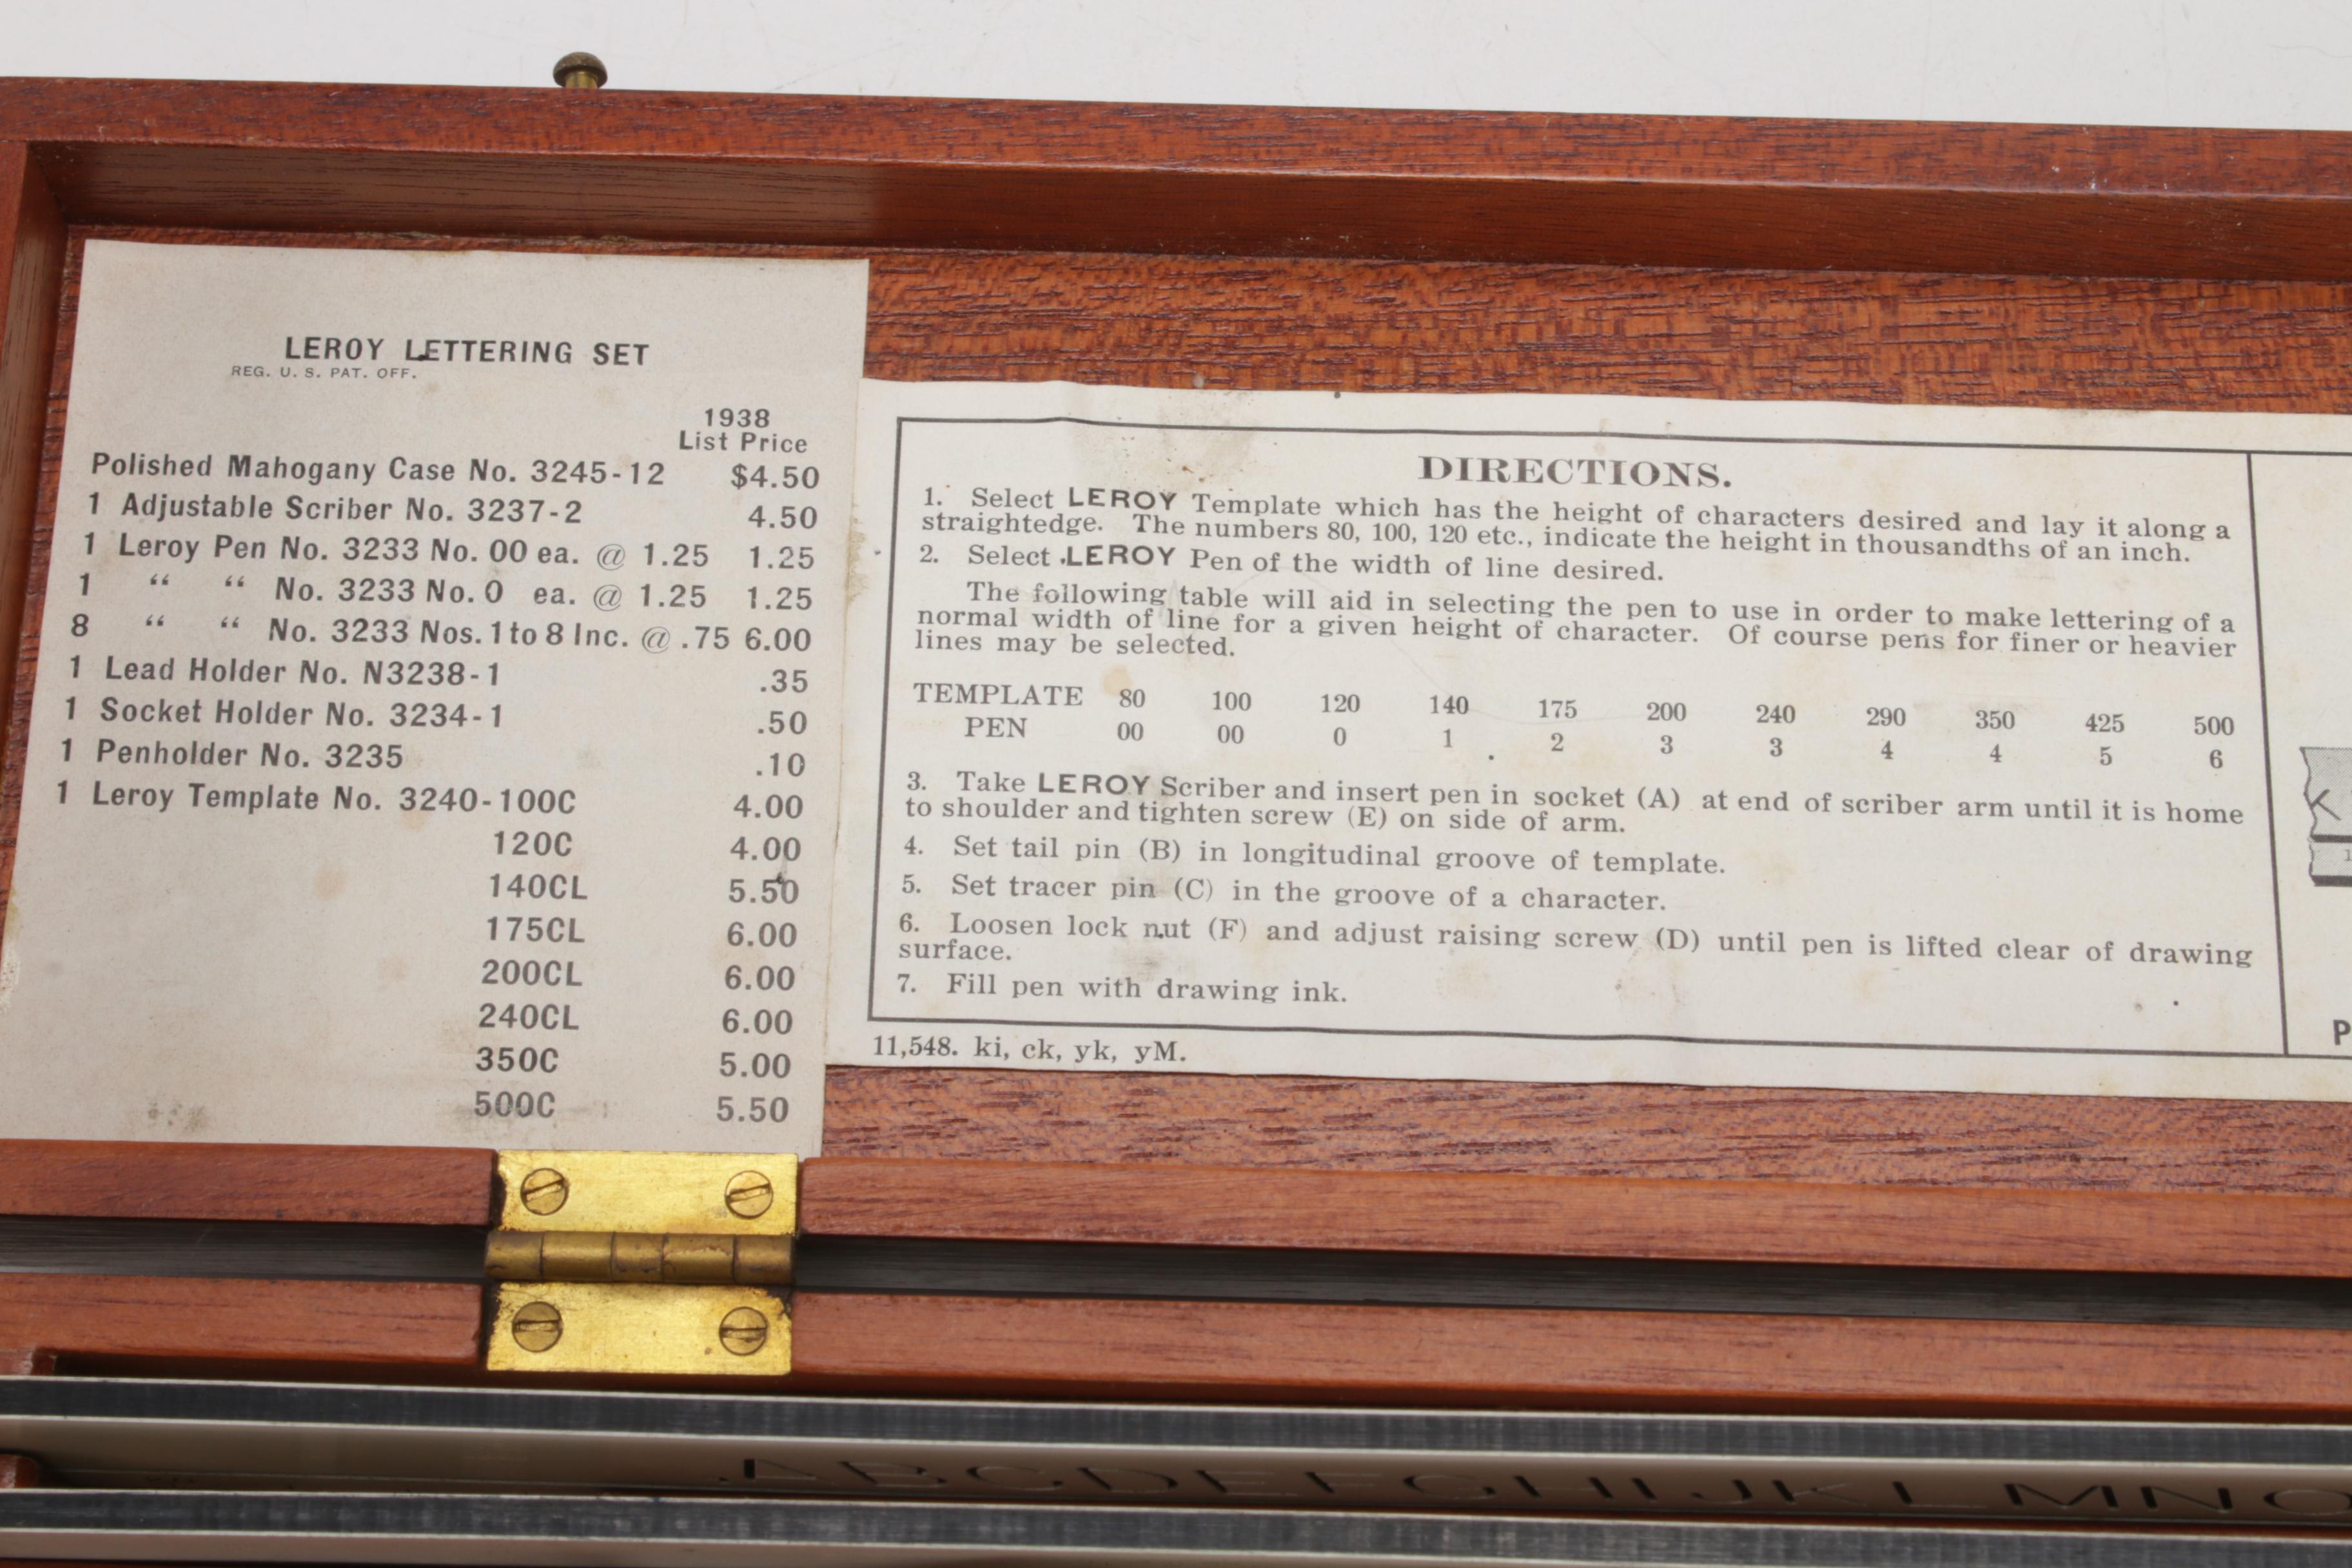 LEROY LETTERING SET
REG. U. S. PAT. OFF.
1938
List Price
Polished Mahogany Case No. 3245-12 $4.50
1 Adjustable Scriber No. 3237-2 4.50
1 Leroy Pen No. 3233 No. 00 ea. @ 1.25 1.25
1 “ “ No. 3233 No. 0 ea. @ 1.25 1.25
8 “ “ No. 3233 Nos. 1 to 8 Inc. @ .75 6.00
1 Lead Holder No. N3238-1 .35
1 Socket Holder No. 3234-1 .50
1 Penholder No. 3235 .10
1 Leroy Template No. 3240-100C 4.00
120C 4.00
140CL 5.50
175CL 6.00
200CL 6.00
240CL 6.00
350C 5.00
500C 5.50
DIRECTIONS.
1. Select LEROY Template which has the height of characters desired and lay it along a
straightedge. The numbers 80, 100, 120 etc., indicate the height in thousandths of an inch.
2. Select LEROY Pen of the width of line desired.
The following table will aid in selecting the pen to use in order to make lettering of a
normal width of line for a given height of character. Of course pens for finer or heavier
lines may be selected.
TEMPLATE 80 100 120 140 175 200 240 290 350 425 500
PEN 00 00 0 1 2 3 3 4 4 5 6
3. Take LEROY Scriber and insert pen in socket (A) at end of scriber arm until it is home
to shoulder and tighten screw (E) on side of arm.
4. Set tail pin (B) in longitudinal groove of template.
5. Set tracer pin (C) in the groove of a character.
6. Loosen lock nut (F) and adjust raising screw (D) until pen is lifted clear of drawing
surface.
7. Fill pen with drawing ink.
11,548. ki, ck, yk, yM.
K
1
P
ABCDEFGHIJKLMNO